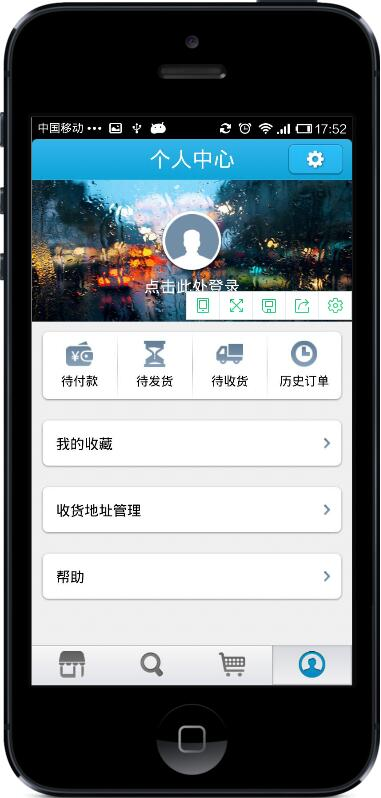 中国移动 ••• 17:52
个人中心
点击此处登录
待付款 待发货 待收货 历史订单
我的收藏
收货地址管理
帮助